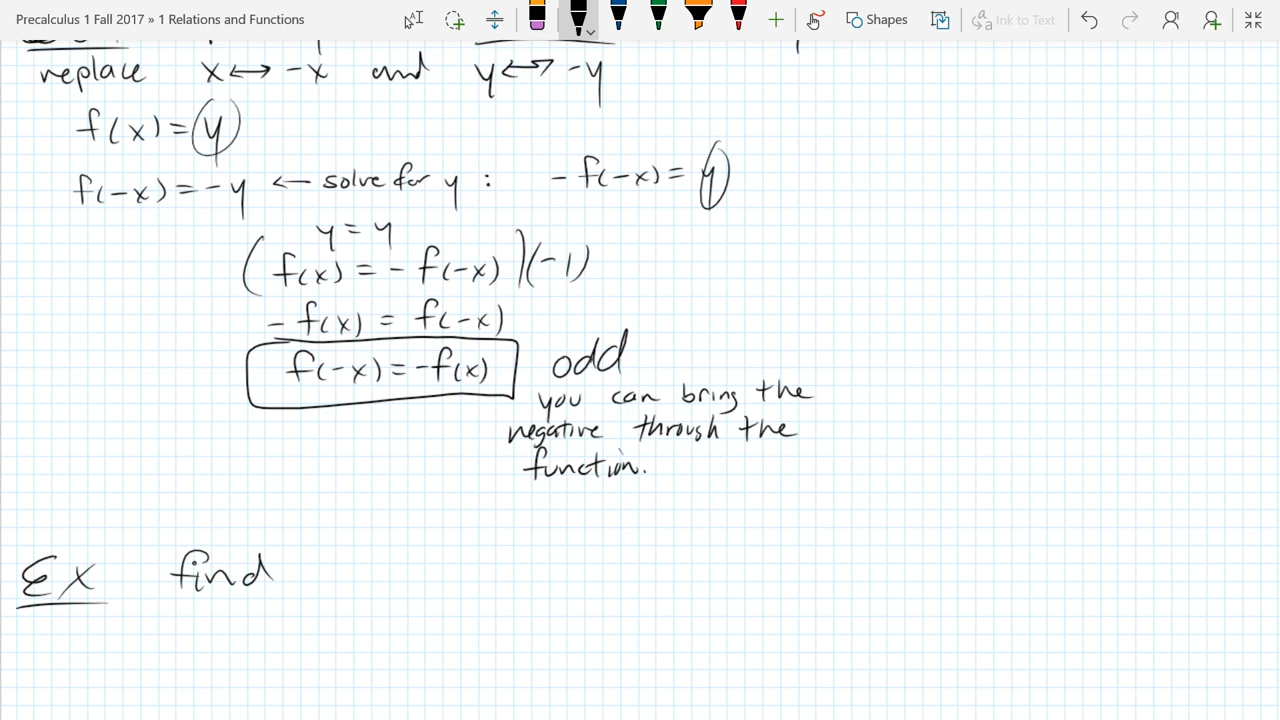 Precalculus 1 Fall 2017 » 1 Relations and Functions
Shapes
Ink to Text
replace x ↔ -x and y ↔ -y
f(x) = y
f(-x) = -y ← solve for y : -f(-x) = y
y = y
( f(x) = - f(-x) )(-1)
- f(x) = f(-x)
f(-x) = -f(x) odd
you can bring the
negative through the
function.
Ex find